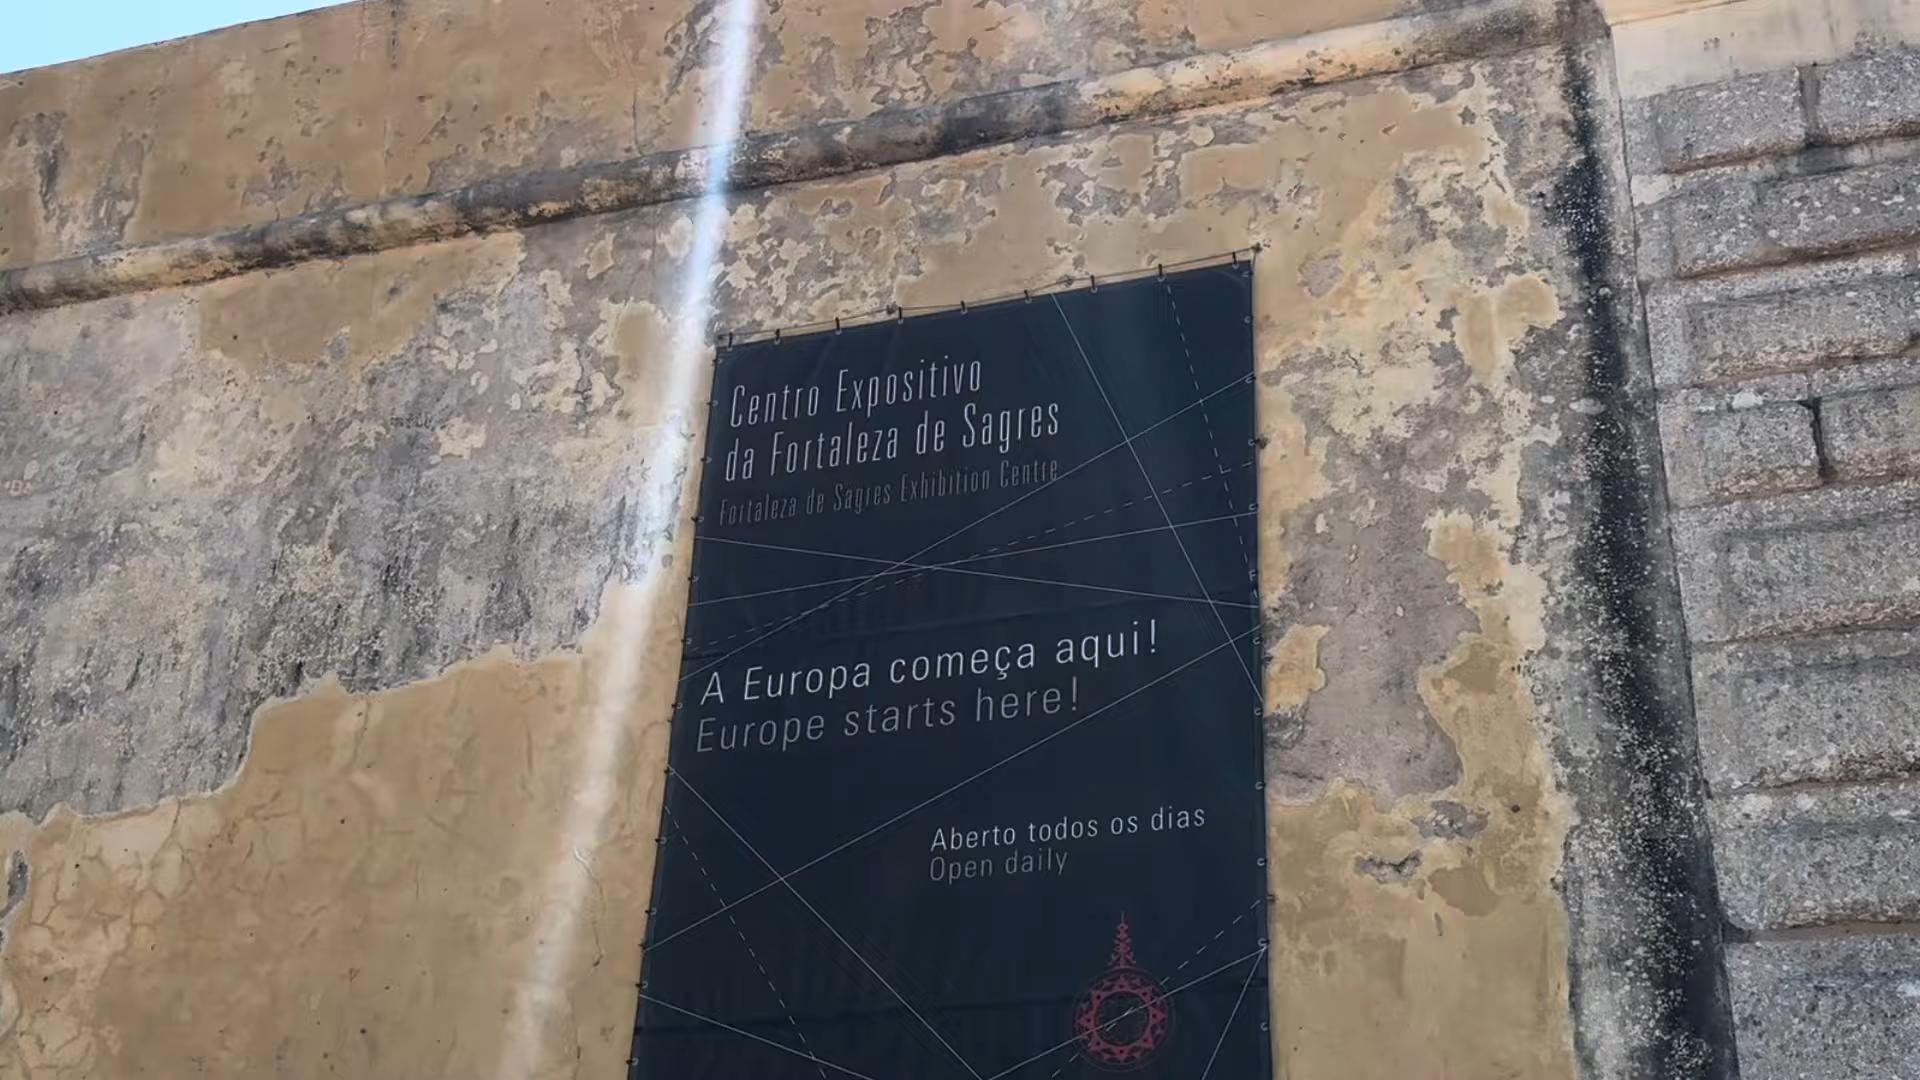 Centro Expositivo
da Fortaleza de Sagres
Fortaleza de Sagres Exhibition Centre
A Europa começa aqui!
Europe starts here!
Aberto todos os dias
Open daily